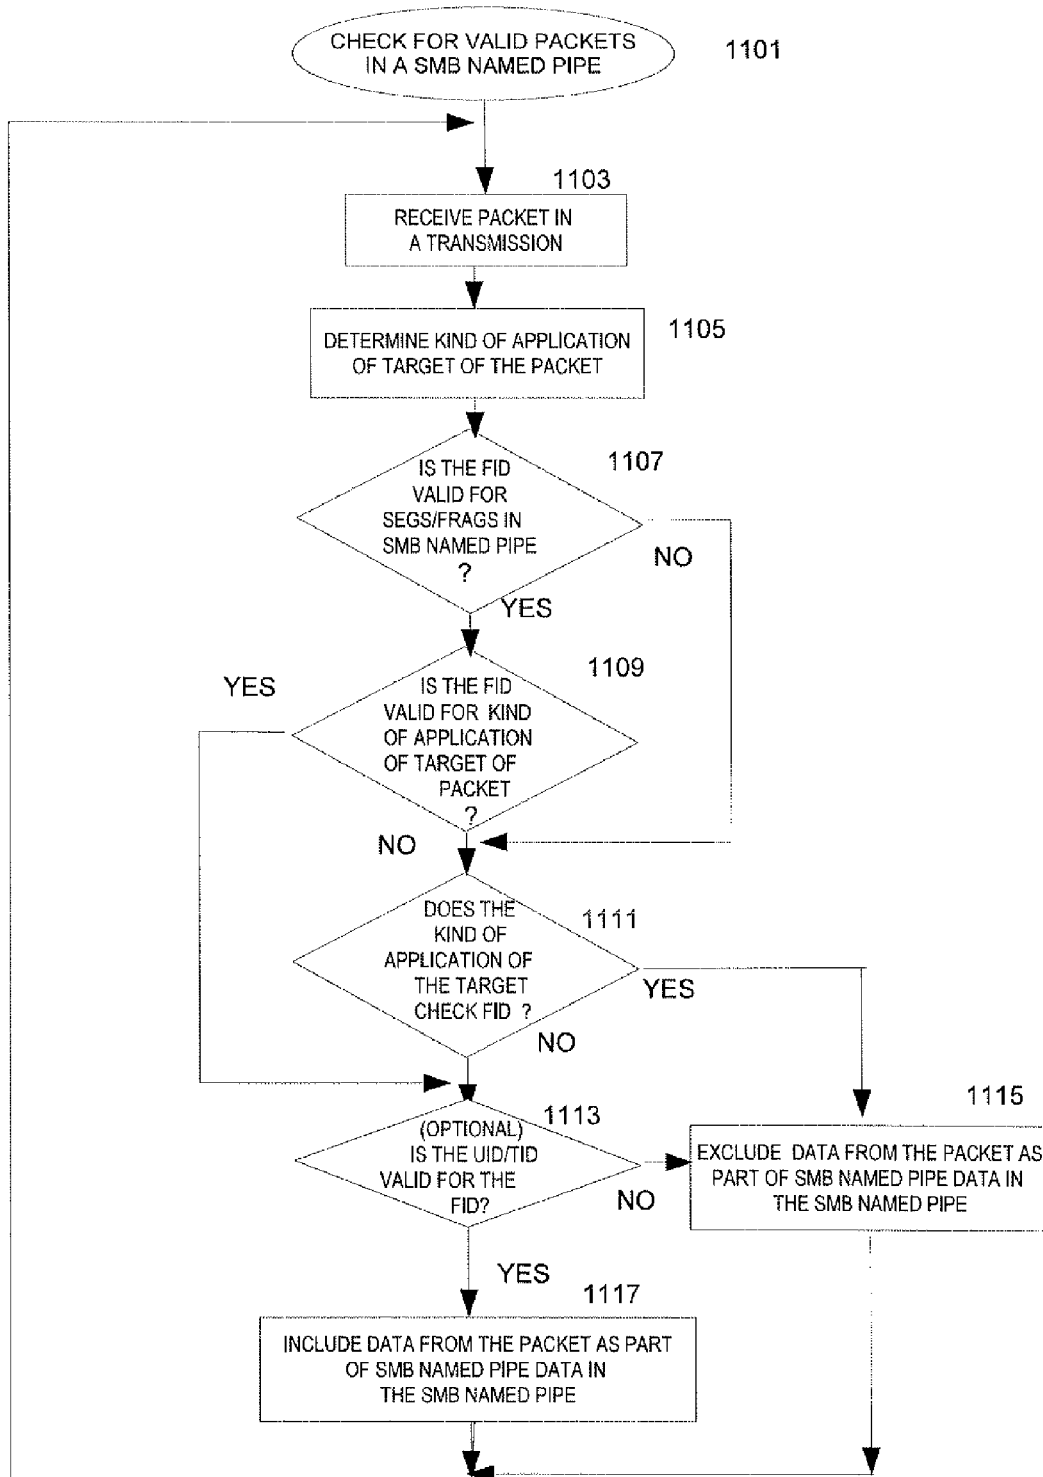 CHECK FOR VALID PACKETS
IN A SMB NAMED PIPE
1101
1103
RECEIVE PACKET IN
A TRANSMISSION
1105
DETERMINE KIND OF APPLICATION
OF TARGET OF THE PACKET
1107
IS THE FID
VALID FOR
SEGS/FRAGS IN
SMB NAMED PIPE
?
NO
YES
1109
YES
IS THE FID
VALID FOR KIND
OF APPLICATION
OF TARGET OF
PACKET
?
NO
1111
DOES THE
KIND OF
APPLICATION OF
THE TARGET
CHECK FID ?
YES
NO
1113
(OPTIONAL)
IS THE UID/TID
VALID FOR THE
FID?
NO
YES
1115
EXCLUDE DATA FROM THE PACKET AS
PART OF SMB NAMED PIPE DATA IN
THE SMB NAMED PIPE
1117
INCLUDE DATA FROM THE PACKET AS PART
OF SMB NAMED PIPE DATA IN
THE SMB NAMED PIPE